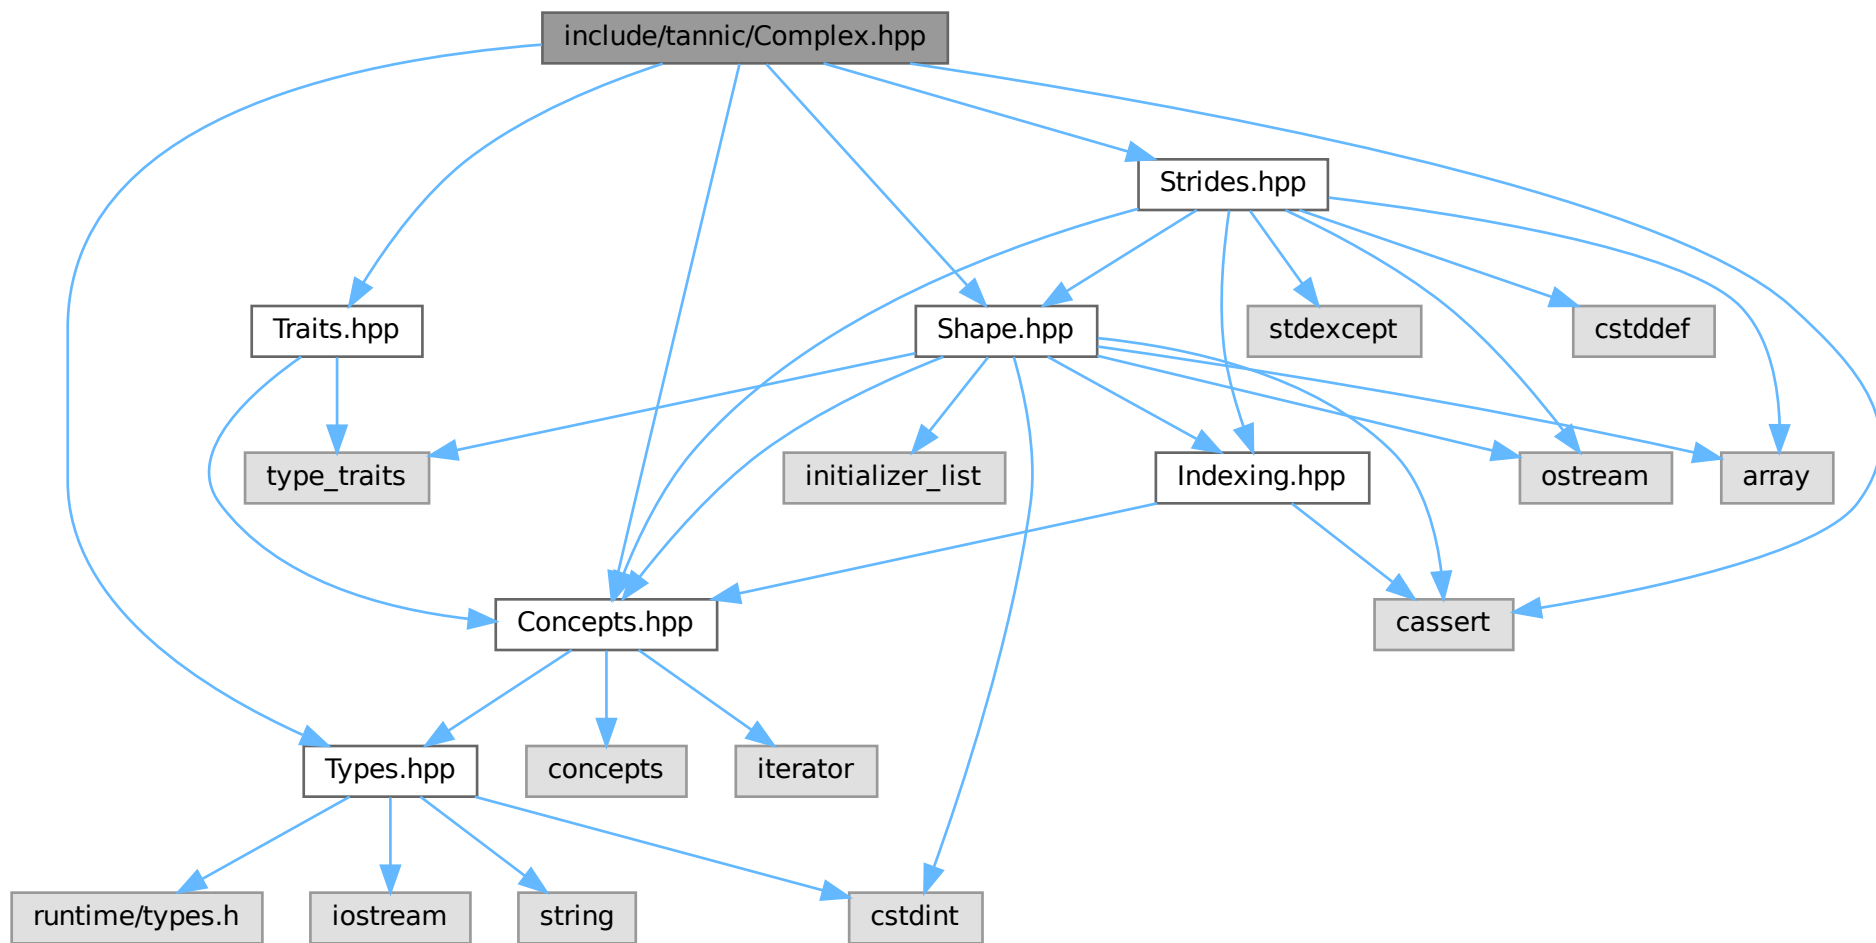 include/tannic/Complex.hpp
Strides.hpp
Traits.hpp
Shape.hpp
stdexcept
cstddef
type_traits
initializer_list
Indexing.hpp
ostream
array
Concepts.hpp
cassert
Types.hpp
concepts
iterator
runtime/types.h
iostream
string
cstdint